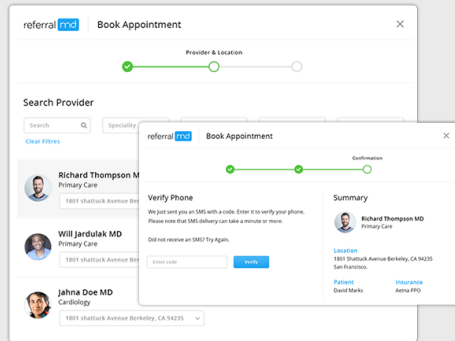 referral md Book Appointment
Provider & Location
Search Provider
Search
Speciality
Clear Filtres
Richard Thompson M
Primary Care
1801 shattuck Avenue Ber
Will Jardulak MD
Primary Care
1801 shattuck Avenue Ber
Jahna Doe MD
Cardiology
1801 shattuck Avenue Berkeley, CA 94235
referral md Book Appointment
Confirmation
Verify Phone
We just sent you an SMS with a code. Enter it to verify your phone.
Please note that SMS delivery can take a minute or more.
Did not receive an SMS? Try Again.
Enter code
Verify
Summary
Richard Thompson MD
Primary Care
Location
1801 Shattuck Avenue Berkeley, CA 94235
San Francisco.
Patient Insurance
David Marks Aetna PPO